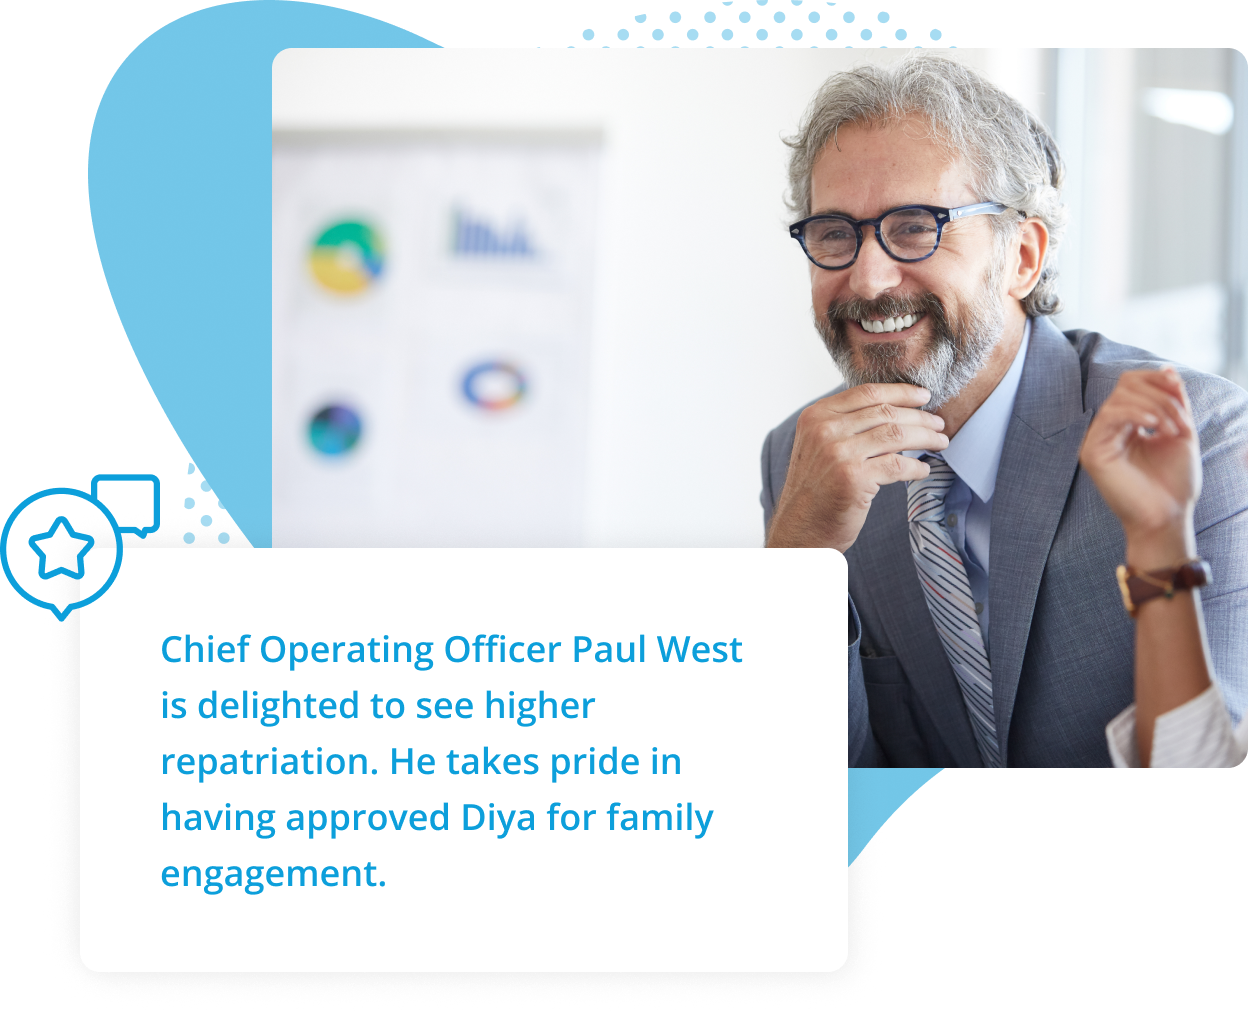 Chief Operating Officer Paul West
is delighted to see higher
repatriation. He takes pride in
having approved Diya for family
engagement.